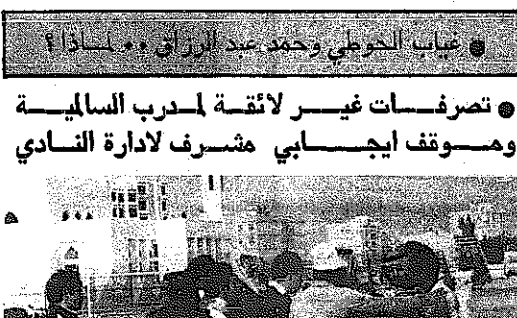 ● غياب الحوطي وحمد عبد الرزاق .. لماذا ؟
● تصرفات غير لائقة لمدرب السالمية
وموقف ايجابي مشرف لادارة النادي